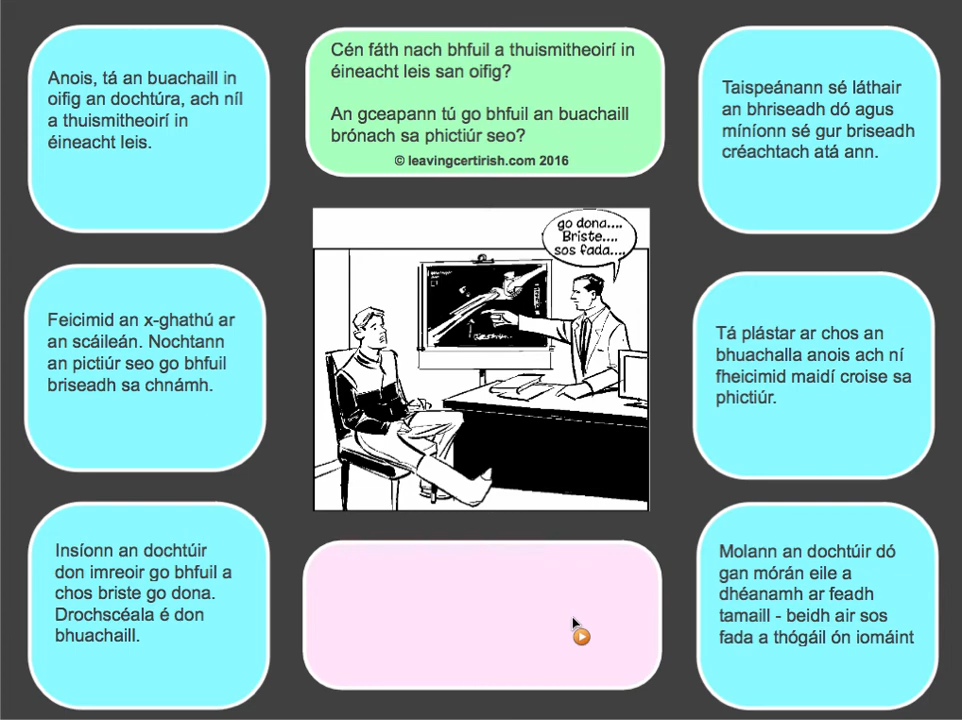 Anois, tá an buachaill in
oifig an dochtúra, ach níl
a thuismitheoirí in
éineacht leis.
Cén fáth nach bhfuil a thuismitheoirí in
éineacht leis san oifig?
An gceapann tú go bhfuil an buachaill
brónach sa phictiúr seo?
© leavingcertirish.com 2016
Taispeánann sé láthair
an bhriseadh dó agus
míníonn sé gur briseadh
créachtach atá ann.
go dona....
Briste....
sos fada....
Feicimid an x-ghathú ar
an scáileán. Nochtann
an pictiúr seo go bhfuil
briseadh sa chnámh.
Tá plástar ar chos an
bhuachalla anois ach ní
fheicimid maidí croise sa
phictiúr.
Insíonn an dochtúir
don imreoir go bhfuil a
chos briste go dona.
Drochscéala é don
bhuachaill.
Molann an dochtúir dó
gan mórán eile a
dhéanamh ar feadh
tamaill - beidh air sos
fada a thógáil ón iomáint